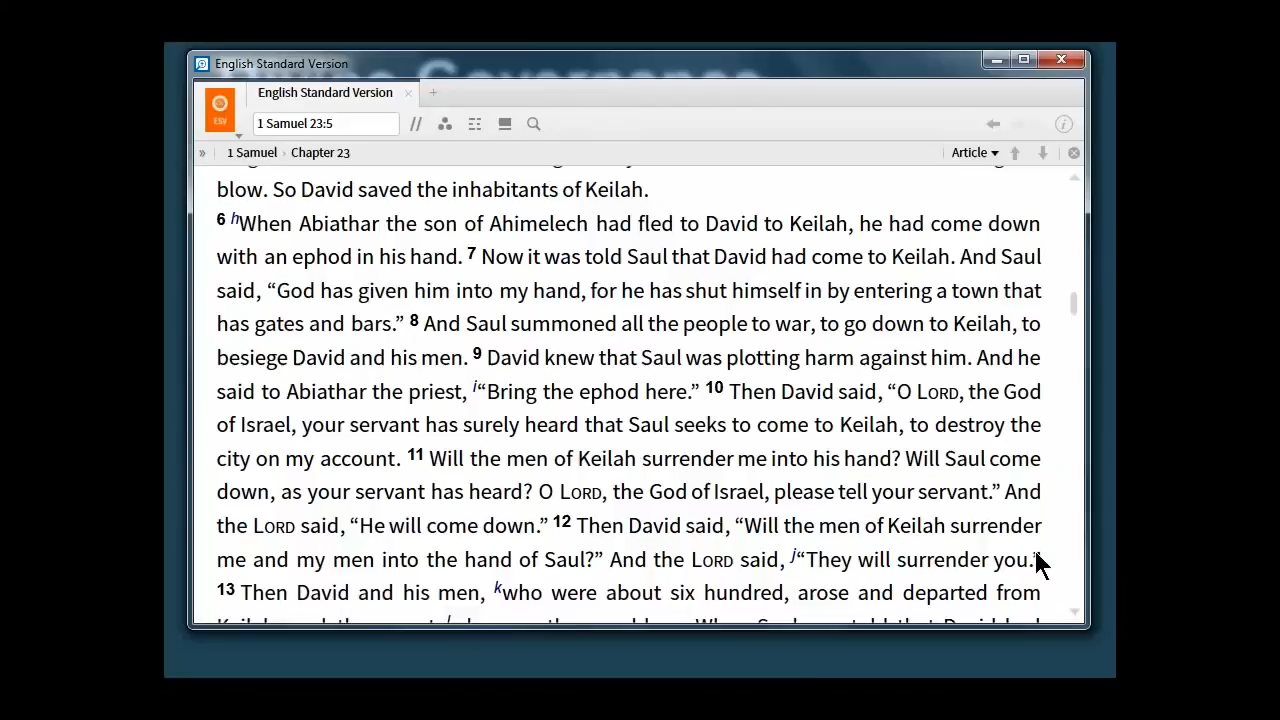 Governance
English Standard Version
English Standard Version
ESV
1 Samuel 23:5
1 Samuel › Chapter 23
Article
blow. So David saved the inhabitants of Keilah.
6 hWhen Abiathar the son of Ahimelech had fled to David to Keilah, he had come down
with an ephod in his hand. 7 Now it was told Saul that David had come to Keilah. And Saul
said, “God has given him into my hand, for he has shut himself in by entering a town that
has gates and bars.” 8 And Saul summoned all the people to war, to go down to Keilah, to
besiege David and his men. 9 David knew that Saul was plotting harm against him. And he
said to Abiathar the priest, i“Bring the ephod here.” 10 Then David said, “O LORD, the God
of Israel, your servant has surely heard that Saul seeks to come to Keilah, to destroy the
city on my account. 11 Will the men of Keilah surrender me into his hand? Will Saul come
down, as your servant has heard? O LORD, the God of Israel, please tell your servant.” And
the LORD said, “He will come down.” 12 Then David said, “Will the men of Keilah surrender
me and my men into the hand of Saul?” And the LORD said, j“They will surrender you.”
13 Then David and his men, kwho were about six hundred, arose and departed from